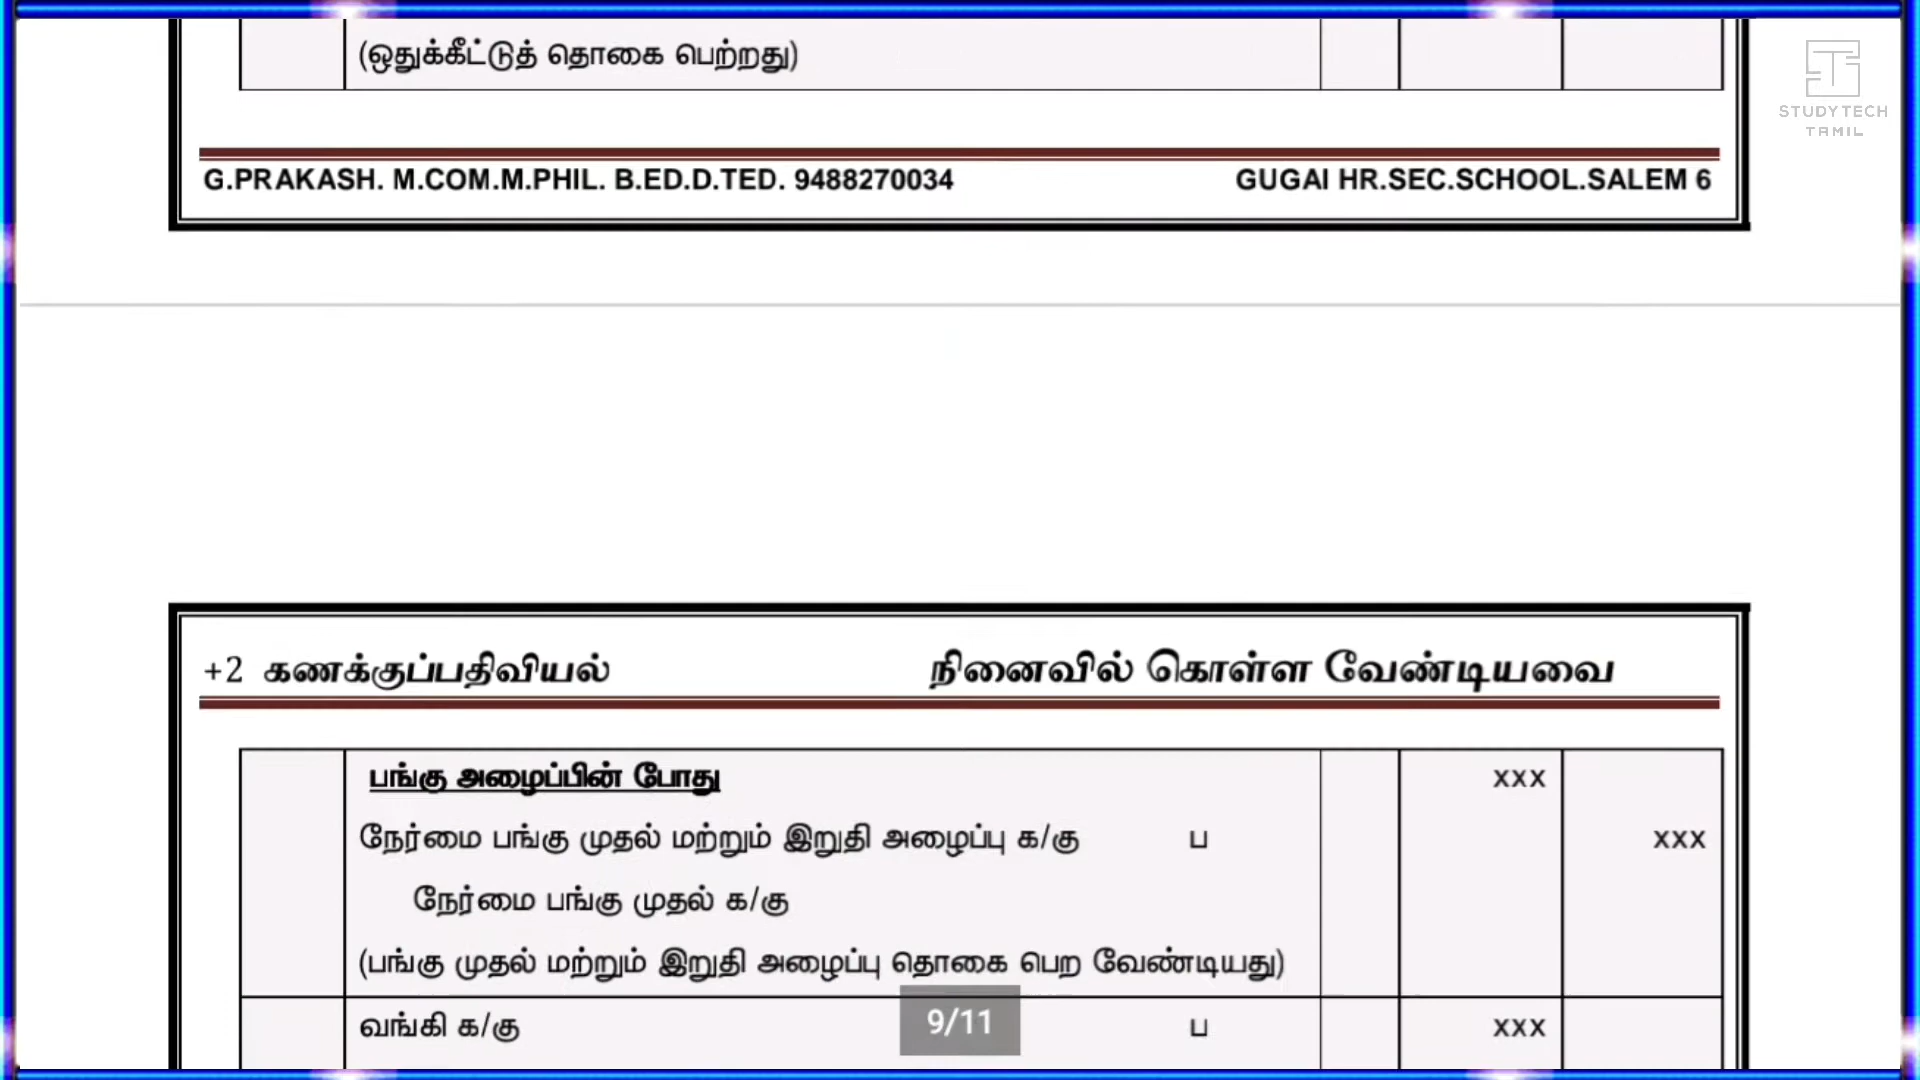 (ஒதுக்கீட்டுத் தொகை பெற்றது)
STUDYTECH
TAMIL
G.PRAKASH. M.COM.M.PHIL. B.ED.D.TED. 9488270034 GUGAI HR.SEC.SCHOOL.SALEM 6
+2 கணக்குப்பதிவியல் நினைவில் கொள்ள வேண்டியவை
பங்கு அழைப்பின் போது xxx
நேர்மை பங்கு முதல் மற்றும் இறுதி அழைப்பு க/கு ப xxx
நேர்மை பங்கு முதல் க/கு
(பங்கு முதல் மற்றும் இறுதி அழைப்பு தொகை பெற வேண்டியது)
வங்கி க/கு ப xxx
9/11